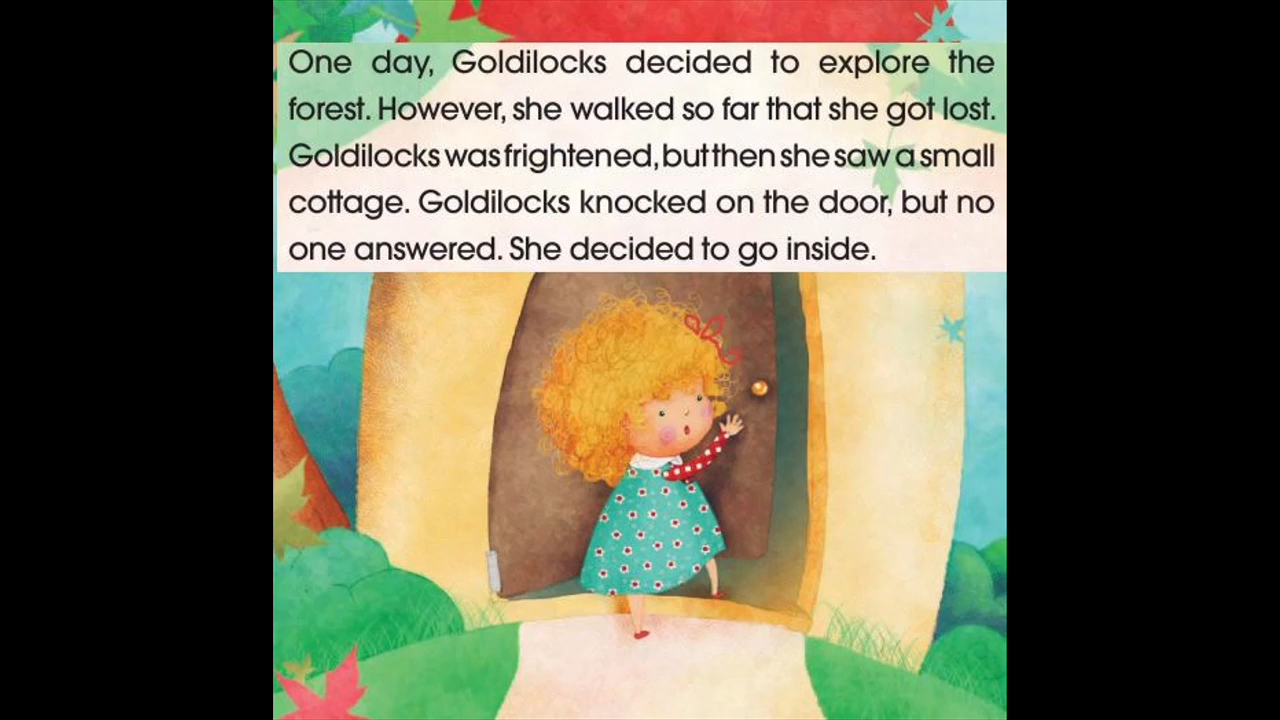 One day, Goldilocks decided to explore the
forest. However, she walked so far that she got lost.
Goldilocks was frightened, but then she saw a small
cottage. Goldilocks knocked on the door, but no
one answered. She decided to go inside.